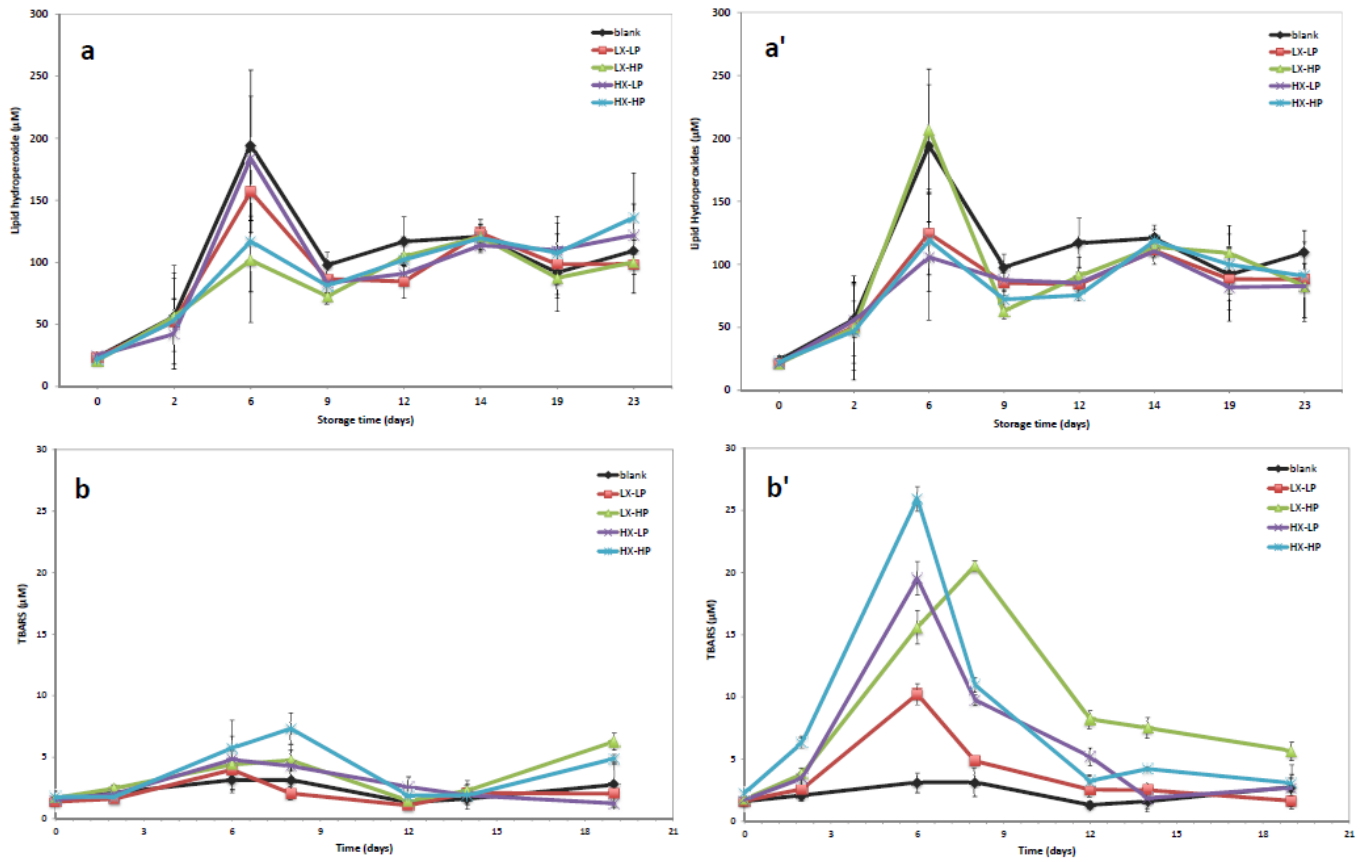 a
300
250
200
150
100
50
0
Lipid hydroperoxide (µM)
0 2 6 9 12 14 19 23
Storage time (days)
blank
LX-LP
LX-HP
HX-LP
HX-HP
a'
300
250
200
150
100
50
0
Lipid Hydroperoxides (µM)
0 2 6 9 12 14 19 23
Storage time (days)
blank
LX-LP
LX-HP
HX-LP
HX-HP
b
30
25
20
15
10
5
0
TBARS (µM)
0 3 6 9 12 15 18 21
Time (days)
blank
LX-LP
LX-HP
HX-LP
HX-HP
b'
30
25
20
15
10
5
0
TBARS (µM)
0 3 6 9 12 15 18 21
Time (days)
blank
LX-LP
LX-HP
HX-LP
HX-HP